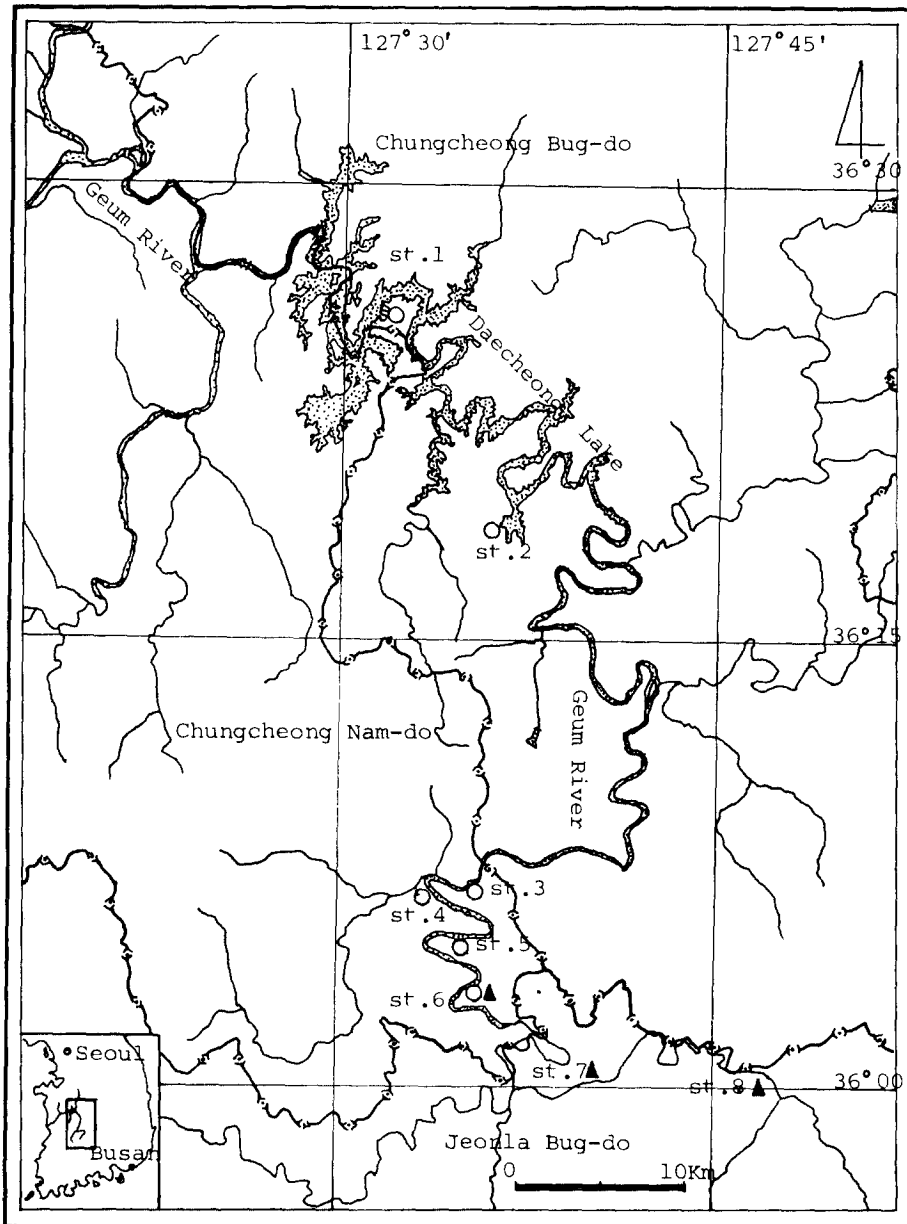 127° 30'
127° 45'
Chungcheong Bug-do
36° 30
Geum River
st.1
Daecheong Lake
st.2
36° 15
Chungcheong Nam-do
Geum River
st.3
st.4
st.5
st.6
st.7
st.8
36° 00
Seoul
Busan
Jeonla Bug-do
0 10Km